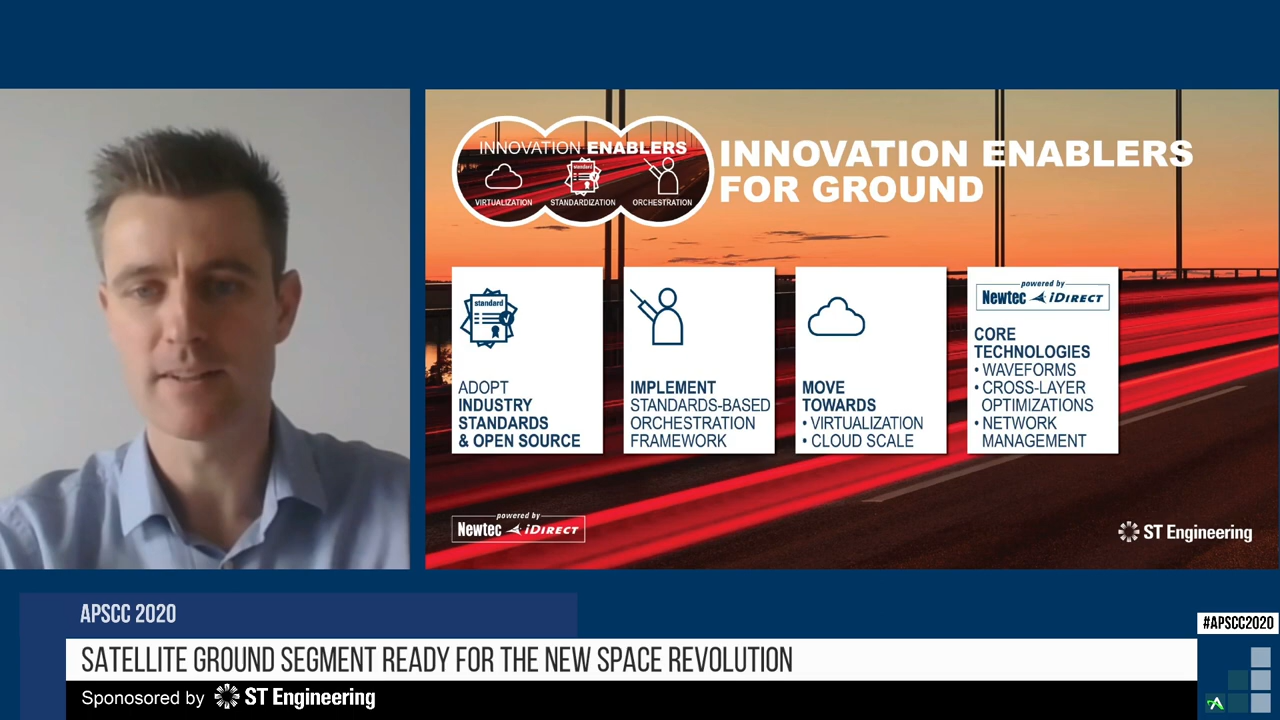 INNOVATION ENABLERS
standard
VIRTUALIZATION STANDARDIZATION ORCHESTRATION
INNOVATION ENABLERS
FOR GROUND
standard
ADOPT
INDUSTRY
STANDARDS
& OPEN SOURCE
IMPLEMENT
STANDARDS-BASED
ORCHESTRATION
FRAMEWORK
MOVE
TOWARDS
• VIRTUALIZATION
• CLOUD SCALE
powered by
Newtec iDIRECT
CORE
TECHNOLOGIES
• WAVEFORMS
• CROSS-LAYER
OPTIMIZATIONS
• NETWORK
MANAGEMENT
powered by
Newtec iDIRECT
ST Engineering
APSCC 2020
#APSCC2020
SATELLITE GROUND SEGMENT READY FOR THE NEW SPACE REVOLUTION
Sponosored by ST Engineering